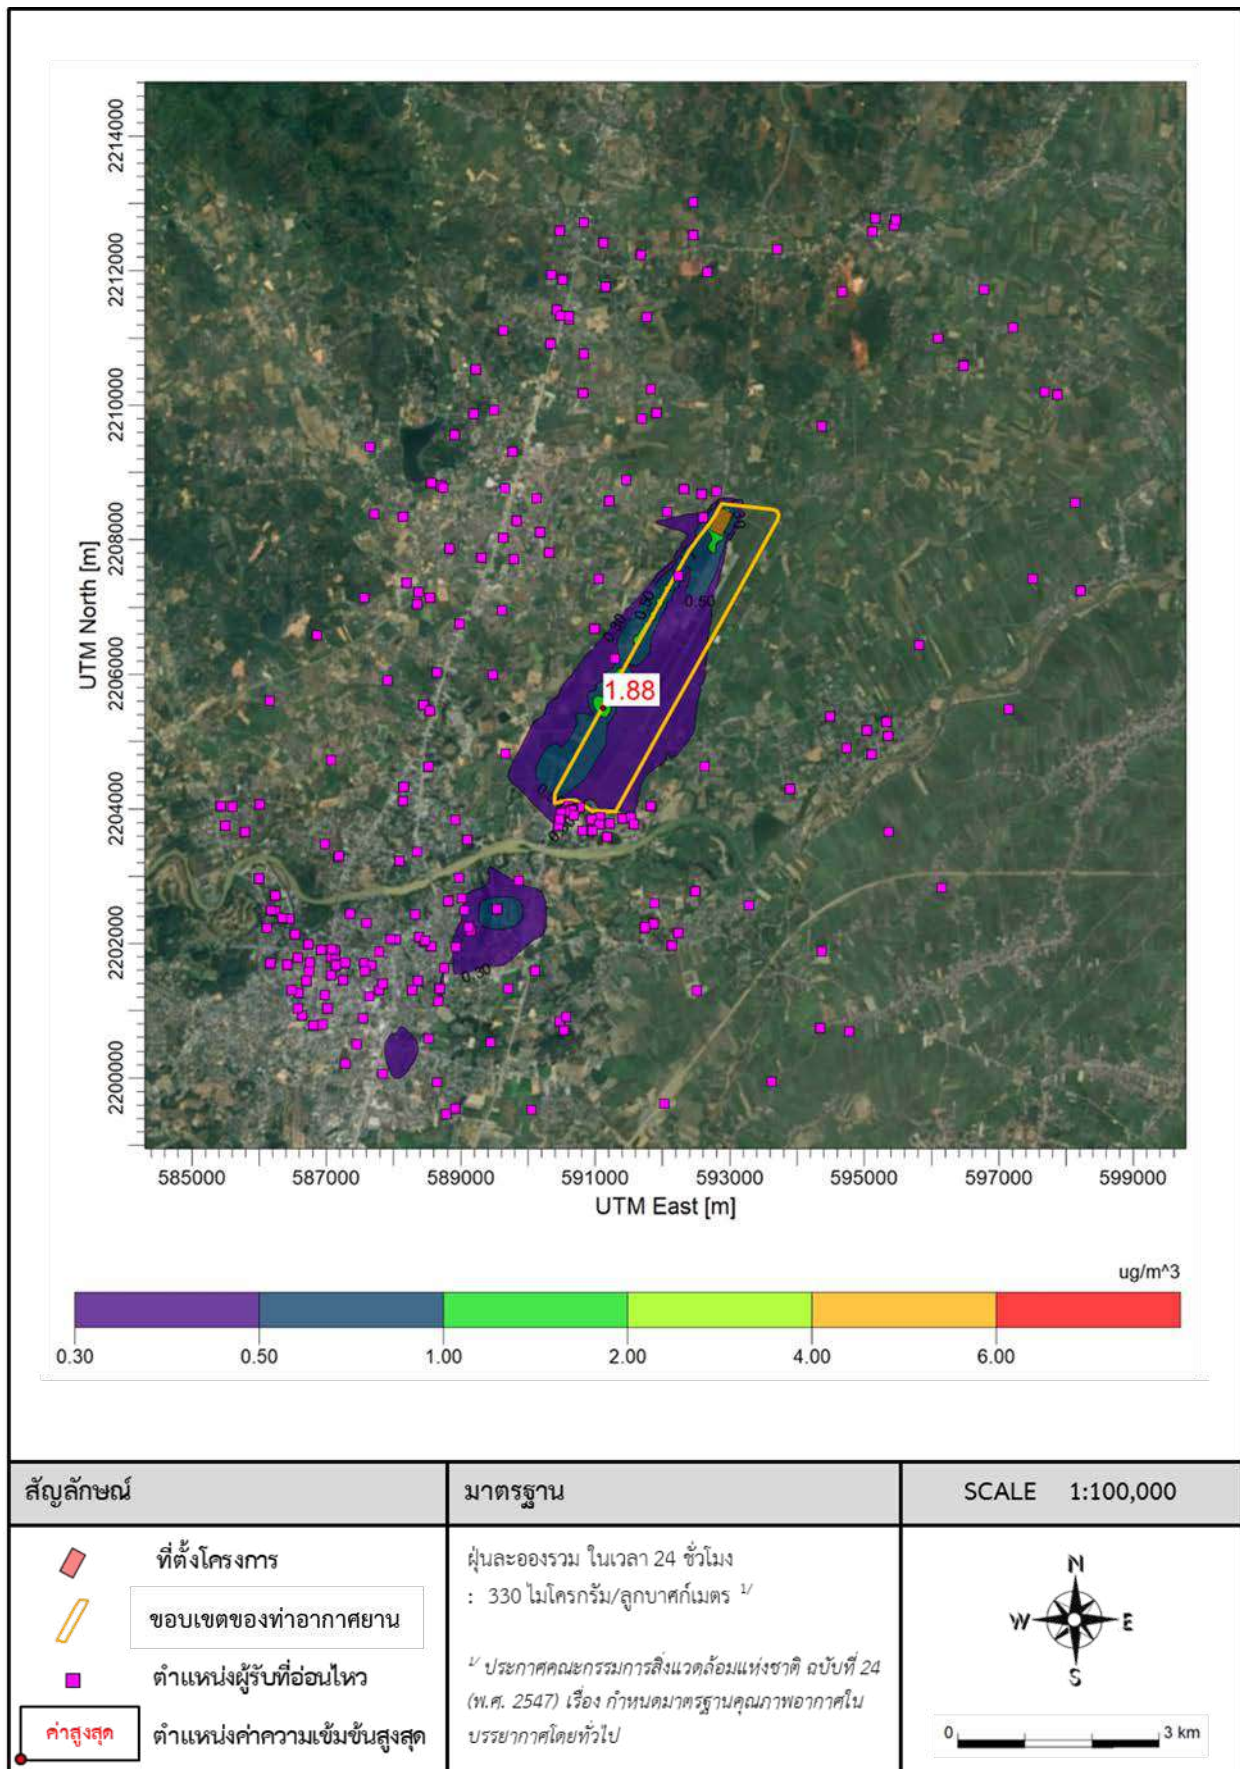 2214000
2212000
2210000
2208000
2206000
2204000
2202000
2200000
UTM North [m]
0.50
0.30
0.50
1.88
0.30
585000 587000 589000 591000 593000 595000 597000 599000
UTM East [m]
ug/m^3
0.30 0.50 1.00 2.00 4.00 6.00
สัญลักษณ์
ที่ตั้งโครงการ
ขอบเขตของท่าอากาศยาน
ตำแหน่งผู้รับที่อ่อนไหว
ค่าสูงสุด ตำแหน่งค่าความเข้มข้นสูงสุด
มาตรฐาน
ฝุ่นละอองรวม ในเวลา 24 ชั่วโมง
: 330 ไมโครกรัม/ลูกบาศก์เมตร 1/
1/ ประกาศคณะกรรมการสิ่งแวดล้อมแห่งชาติ ฉบับที่ 24
(พ.ศ. 2547) เรื่อง กำหนดมาตรฐานคุณภาพอากาศใน
บรรยากาศโดยทั่วไป
SCALE 1:100,000
N
W E
S
0 3 km